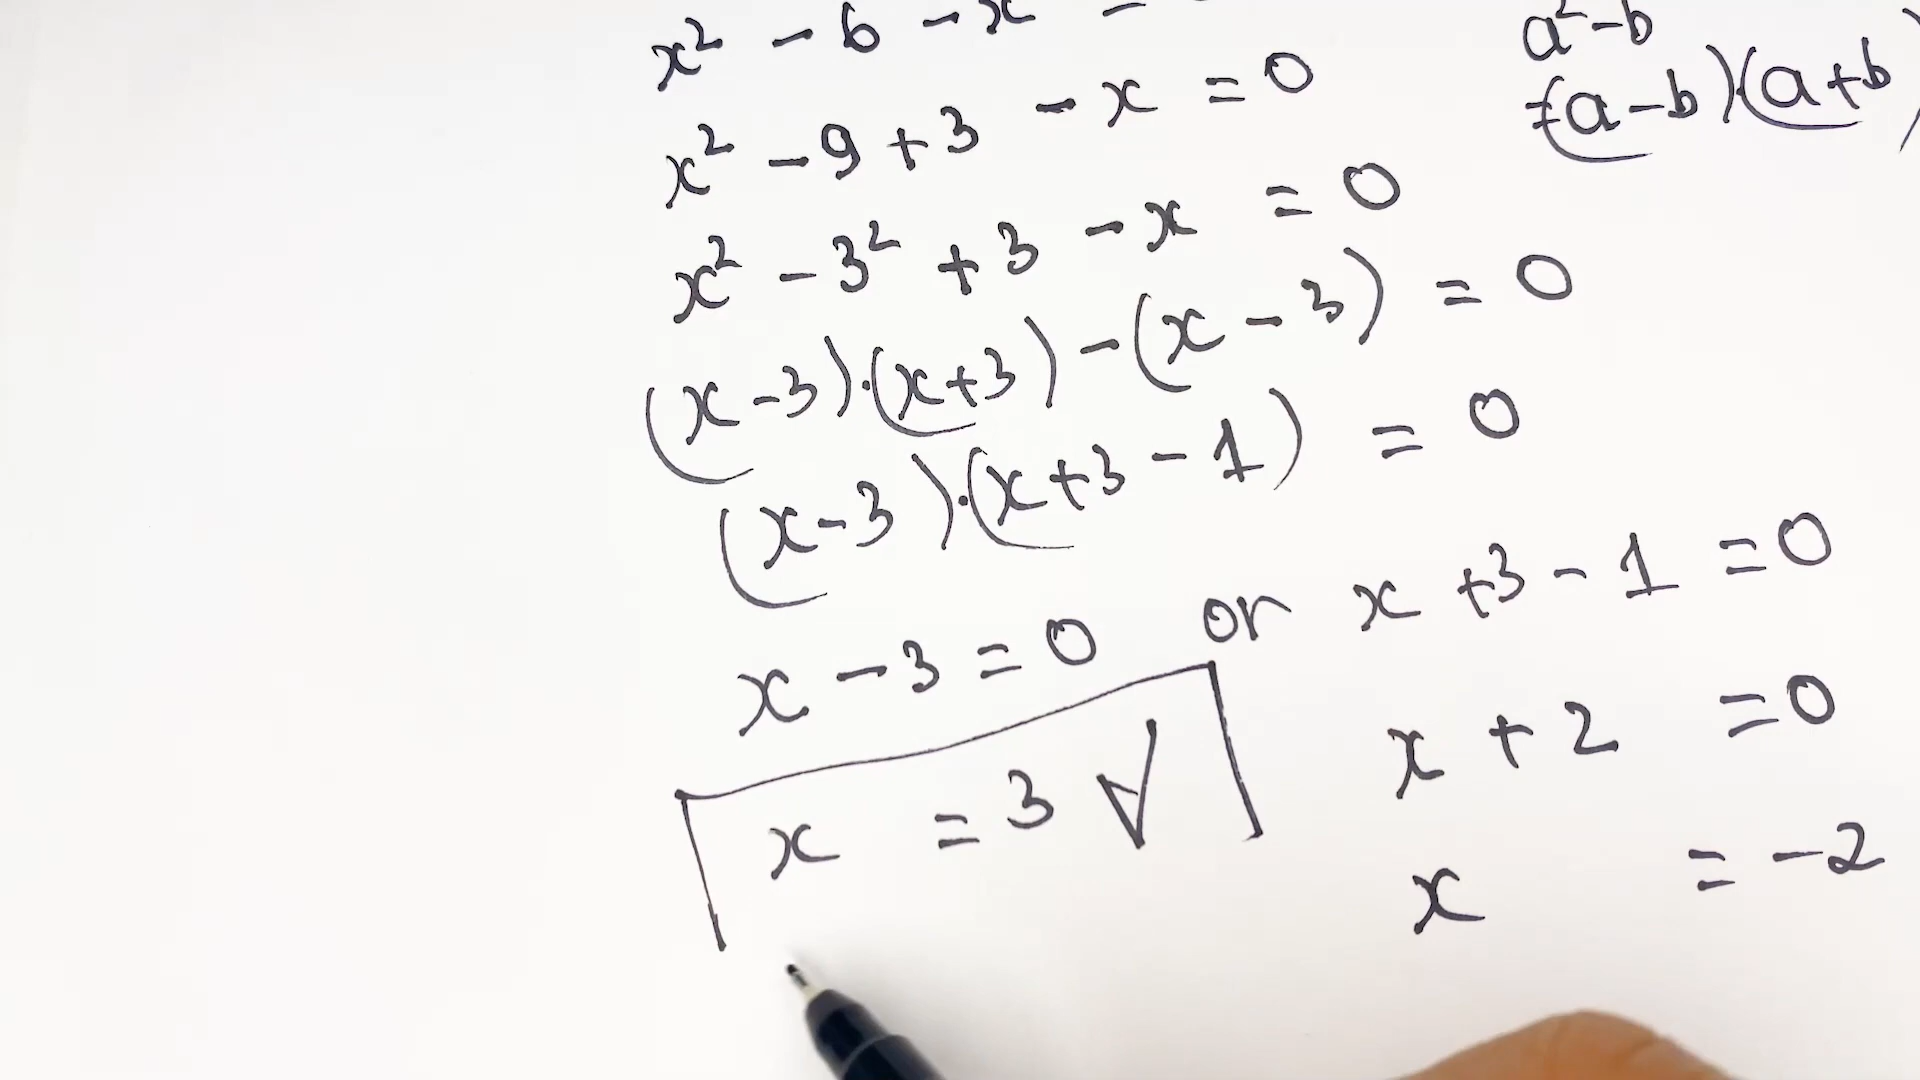 x² - 6 - x -
a² - b
x² - 9 + 3 - x = 0
=(a-b)(a+b)
x² - 3² + 3 - x = 0
(x-3)·(x+3) - (x-3) = 0
(x-3)·(x+3-1) = 0
x - 3 = 0 or x + 3 - 1 = 0
x = 3 √ x + 2 = 0
x = -2